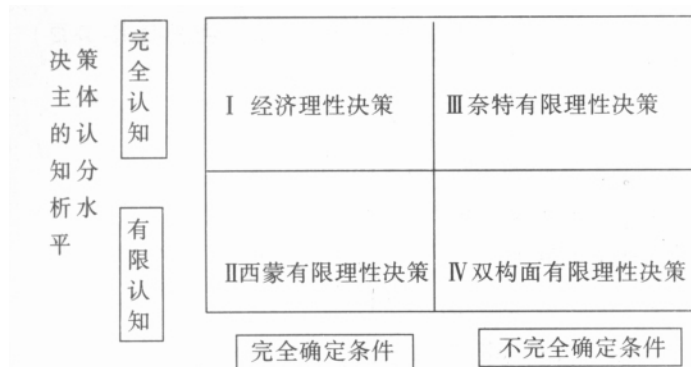 决策
主体
的认
知分
析水
平
完全认知
有限认知
Ⅰ 经济理性决策
Ⅲ奈特有限理性决策
Ⅱ西蒙有限理性决策
Ⅳ双构面有限理性决策
完全确定条件
不完全确定条件